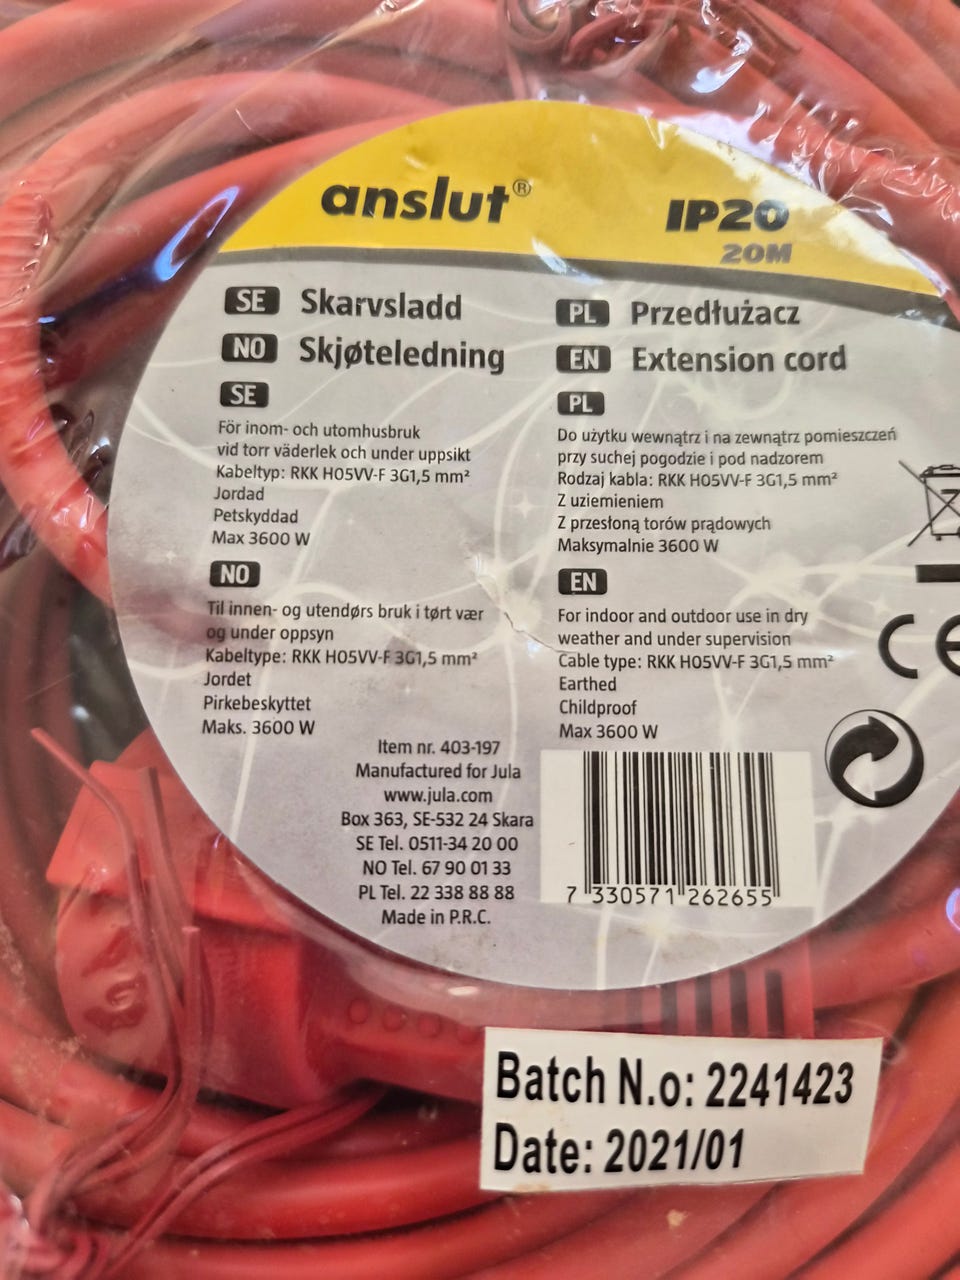 anslut®
IP20
20M
SE Skarvsladd
NO Skjøteledning
PL Przedłużacz
EN Extension cord
SE
För inom- och utomhusbruk
vid torr väderlek och under uppsikt
Kabeltyp: RKK H05VV-F 3G1,5 mm²
Jordad
Petskyddad
Max 3600 W
NO
Til innen- og utendørs bruk i tørt vær
og under oppsyn
Kabeltype: RKK H05VV-F 3G1,5 mm²
Jordet
Pirkebeskyttet
Maks. 3600 W
PL
Do użytku wewnątrz i na zewnątrz pomieszczeń
przy suchej pogodzie i pod nadzorem
Rodzaj kabla: RKK H05VV-F 3G1,5 mm²
Z uziemieniem
Z przesłoną torów prądowych
Maksymalnie 3600 W
EN
For indoor and outdoor use in dry
weather and under supervision
Cable type: RKK H05VV-F 3G1,5 mm²
Earthed
Childproof
Max 3600 W
Item nr. 403-197
Manufactured for Jula
www.jula.com
Box 363, SE-532 24 Skara
SE Tel. 0511-34 20 00
NO Tel. 67 90 01 33
PL Tel. 22 338 88 88
Made in P.R.C.
7 330571 262655
CE
Batch N.o: 2241423
Date: 2021/01